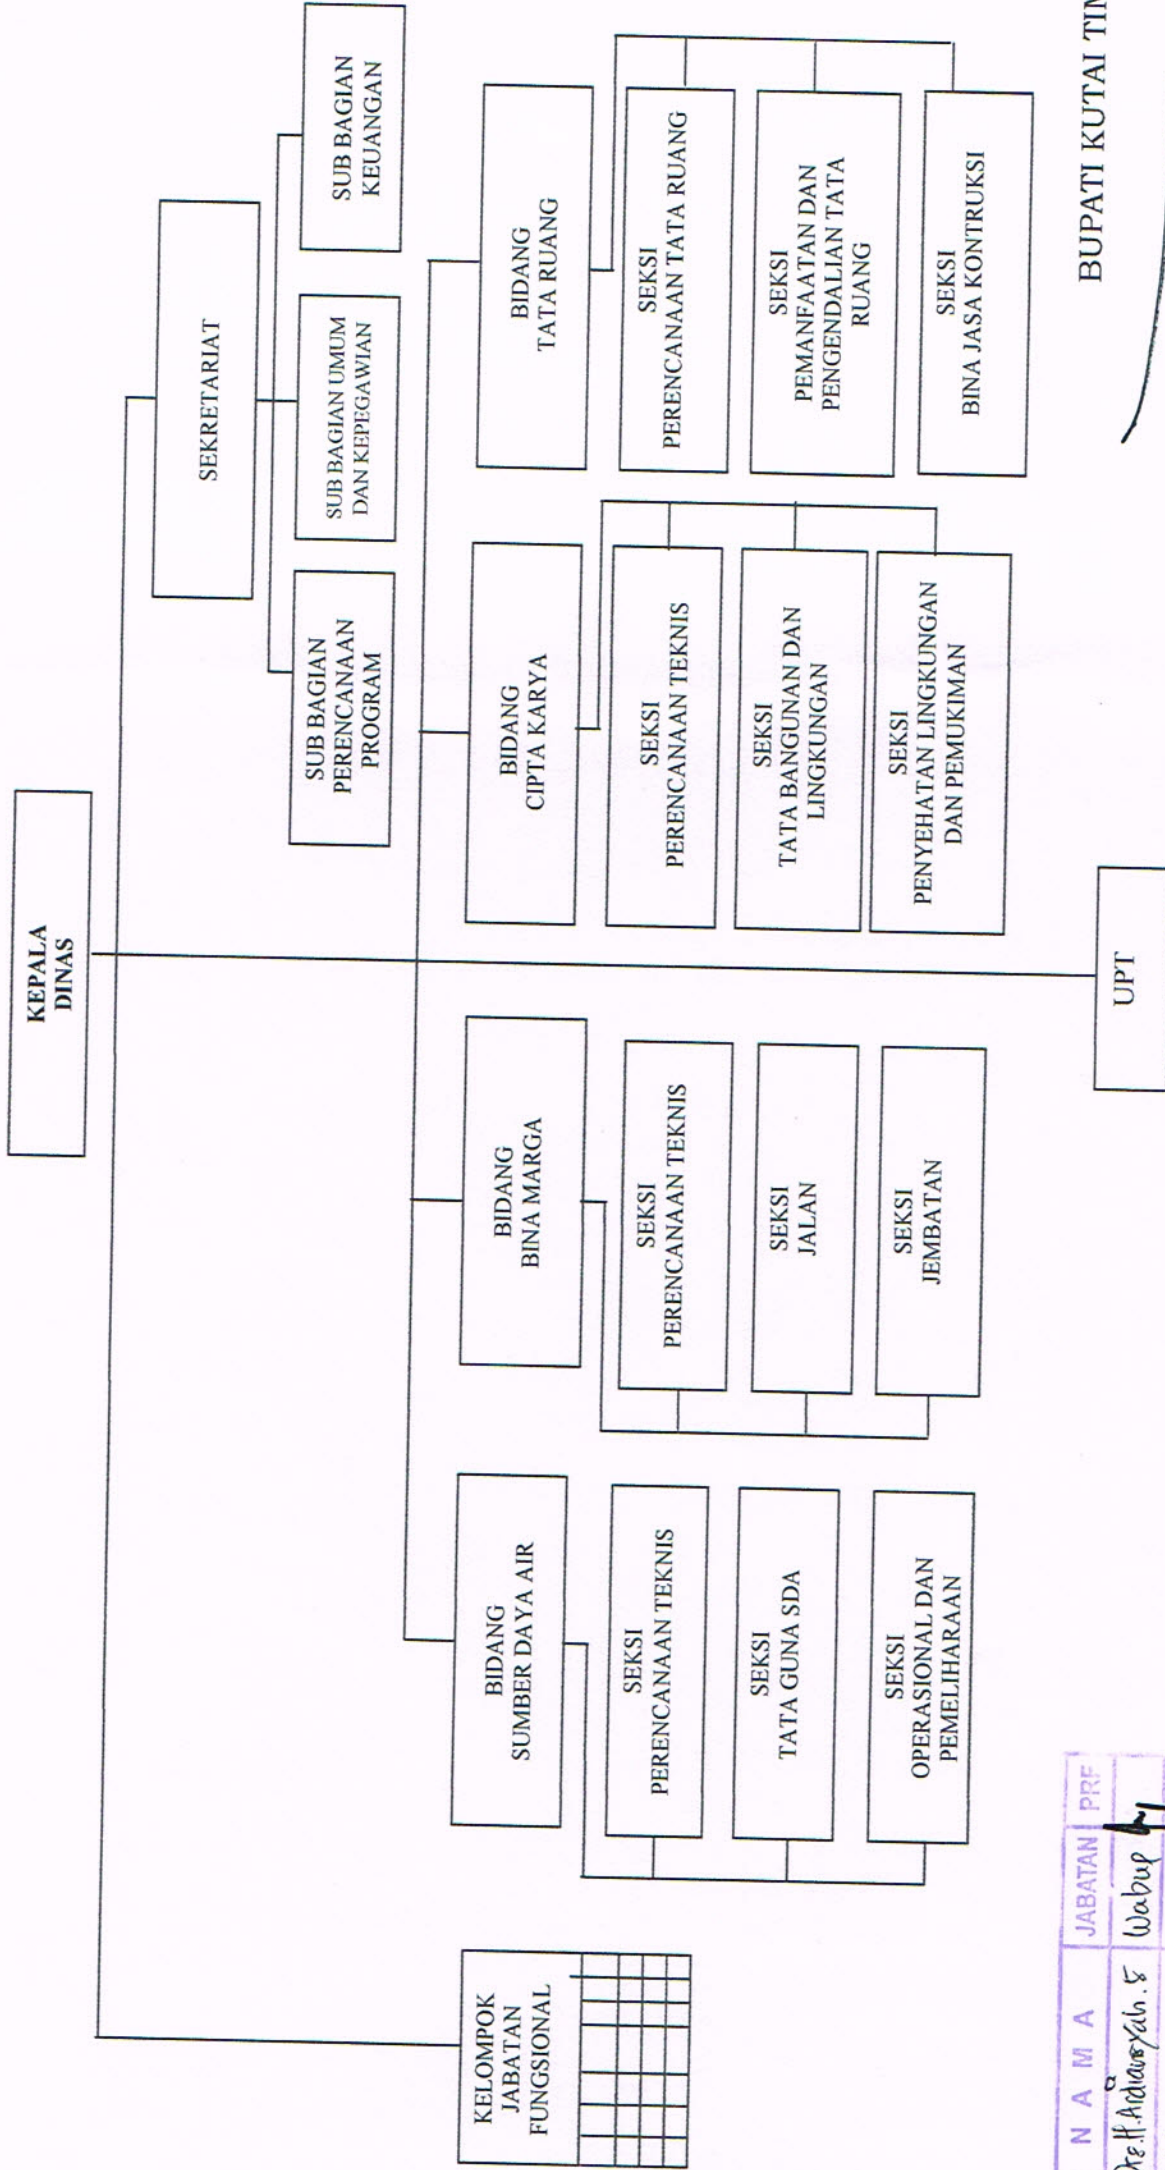 KEPALA
DINAS
SEKRETARIAT
SUB BAGIAN
PERENCANAAN
PROGRAM
SUB BAGIAN UMUM
DAN KEPEGAWIAN
SUB BAGIAN
KEUANGAN
KELOMPOK
JABATAN
FUNGSIONAL
BIDANG
SUMBER DAYA AIR
SEKSI
PERENCANAAN TEKNIS
SEKSI
TATA GUNA SDA
SEKSI
OPERASIONAL DAN
PEMELIHARAAN
BIDANG
BINA MARGA
SEKSI
PERENCANAAN TEKNIS
SEKSI
JALAN
SEKSI
JEMBATAN
BIDANG
CIPTA KARYA
SEKSI
PERENCANAAN TEKNIS
SEKSI
TATA BANGUNAN DAN
LINGKUNGAN
SEKSI
PENYEHATAN LINGKUNGAN
DAN PEMUKIMAN
BIDANG
TATA RUANG
SEKSI
PERENCANAAN TATA RUANG
SEKSI
PEMANFAATAN DAN
PENGENDALIAN TATA
RUANG
SEKSI
BINA JASA KONTRUKSI
UPT
BUPATI KUTAI
N A M A JABATAN PRF
H. Ardiansyah. S Wabup